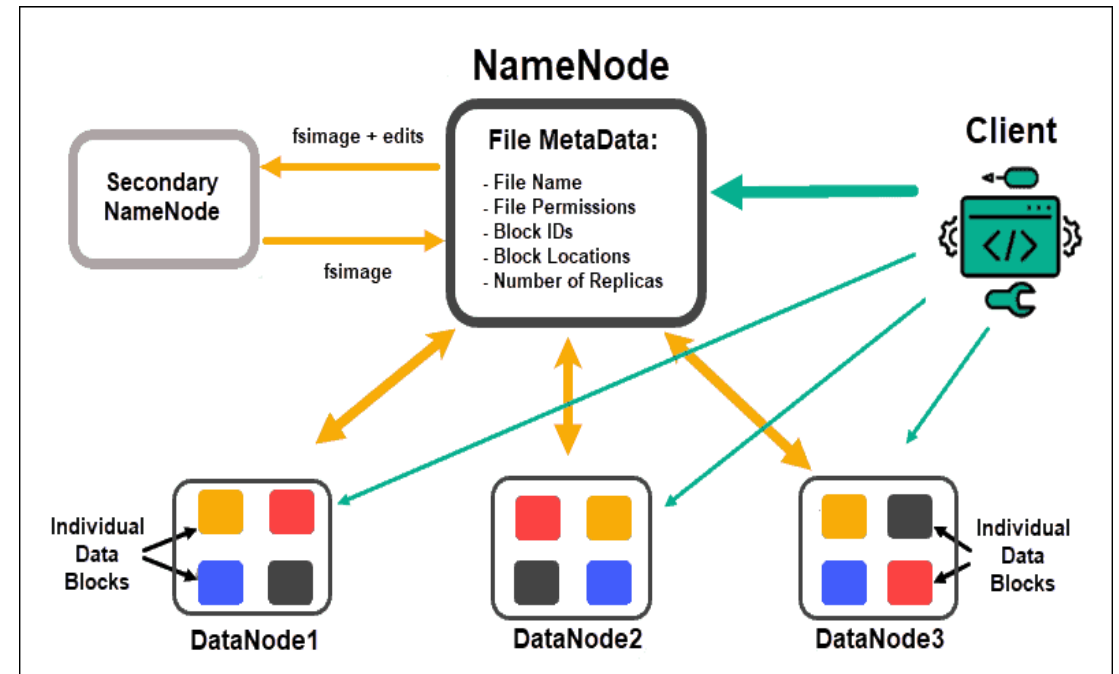 NameNode
fsimage + edits
Secondary
NameNode
fsimage
File MetaData:
- File Name
- File Permissions
- Block IDs
- Block Locations
- Number of Replicas
Client
</>
Individual
Data
Blocks
DataNode1
DataNode2
DataNode3
Individual
Data
Blocks